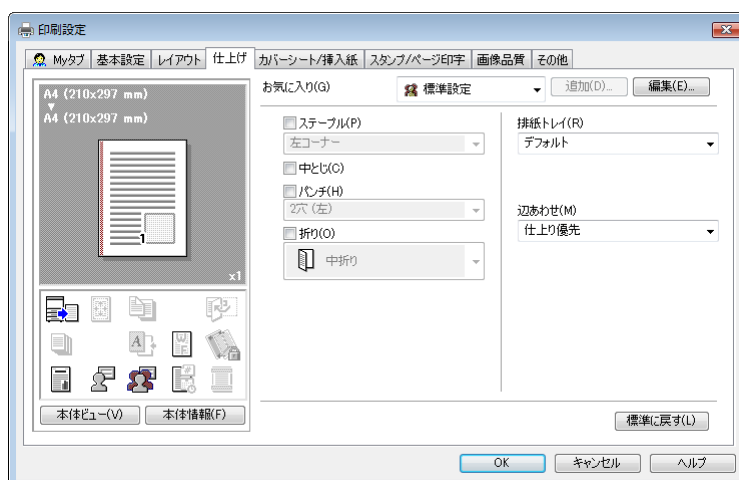 印刷設定
Myタブ 基本設定 レイアウト 仕上げ カバーシート/挿入紙 スタンプ/ページ印字 画像品質 その他
A4 (210x297 mm)
A4 (210x297 mm)
1
x1
お気に入り(G) 標準設定 追加(D)... 編集(E)...
ステープル(P)
左コーナー
中とじ(C)
パンチ(H)
2穴 (左)
折り(O)
中折り
排紙トレイ(R)
デフォルト
辺あわせ(M)
仕上り優先
本体ビュー(V) 本体情報(F)
標準に戻す(L)
OK キャンセル ヘルプ